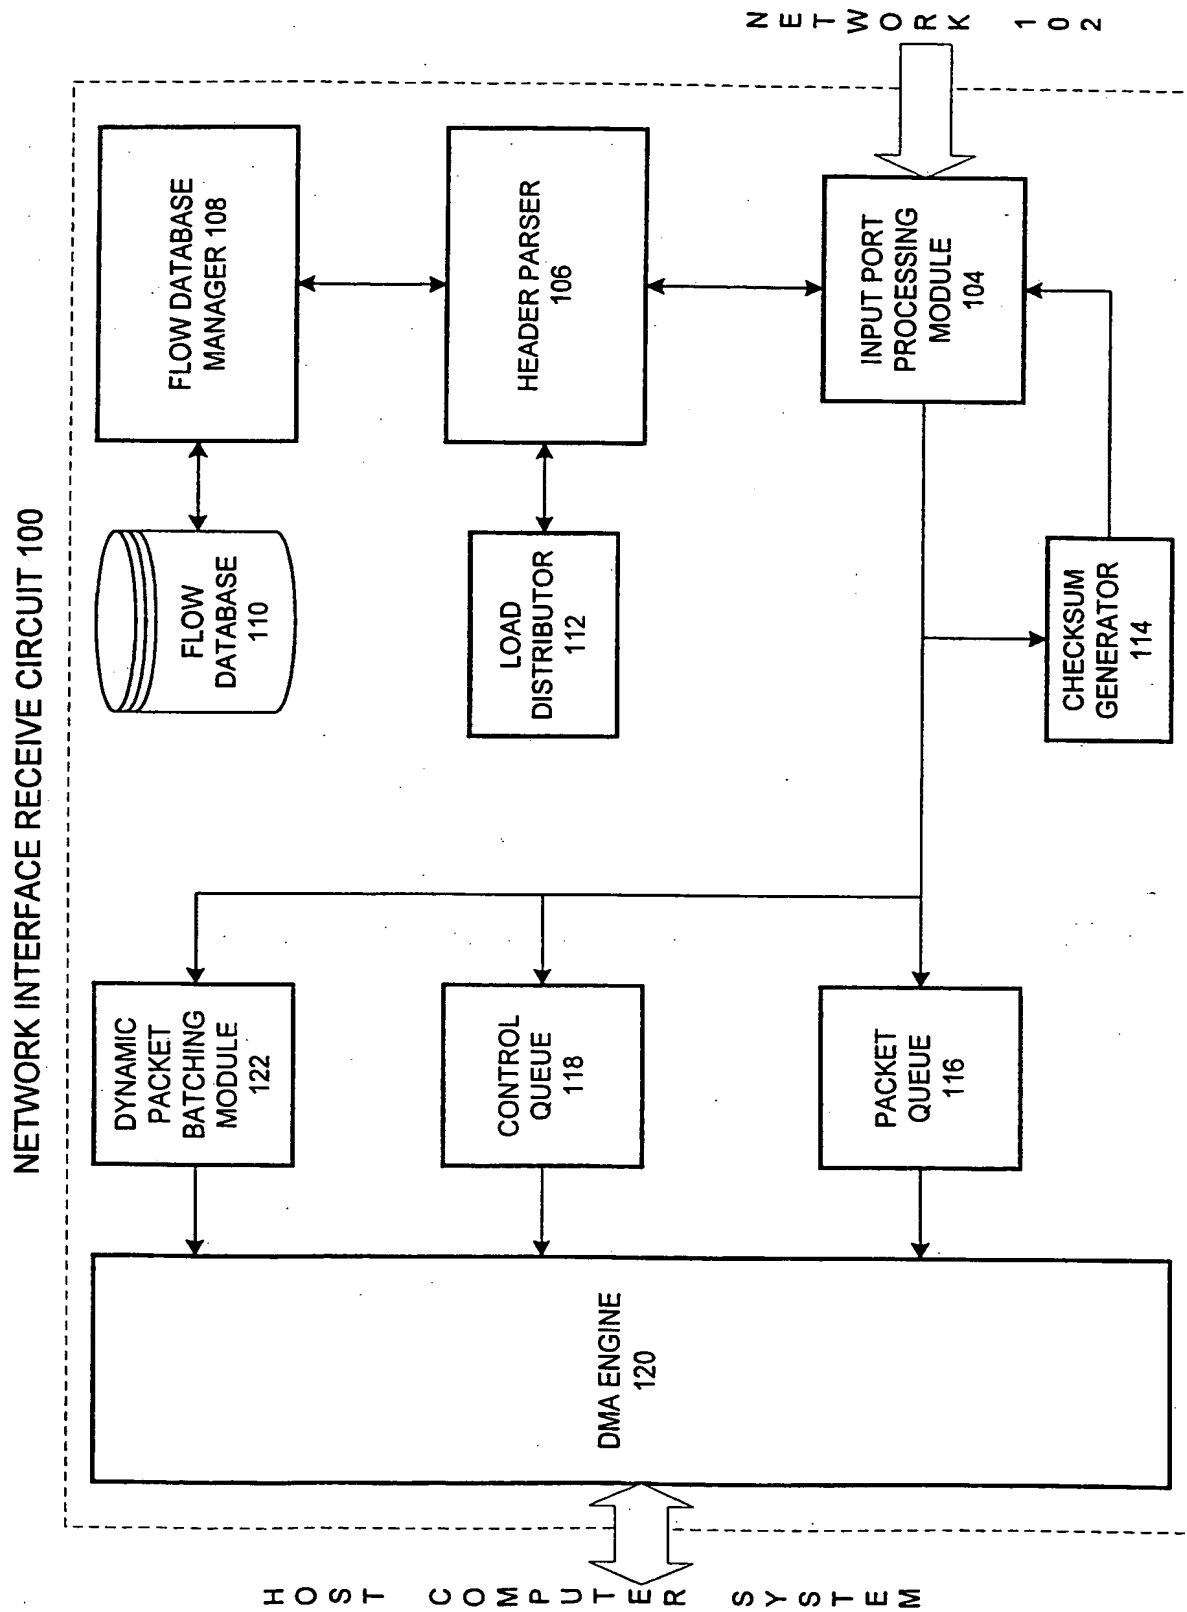 NETWORK INTERFACE RECEIVE CIRCUIT 100
HOST COMPUTER SYSTEM
DMA ENGINE
120
DYNAMIC
PACKET
BATCHING
MODULE
122
CONTROL
QUEUE
118
PACKET
QUEUE
116
FLOW
DATABASE
110
LOAD
DISTRIBUTOR
112
CHECKSUM
GENERATOR
114
FLOW DATABASE
MANAGER 108
HEADER PARSER
106
INPUT PORT
PROCESSING
MODULE
104
NETWORK 102